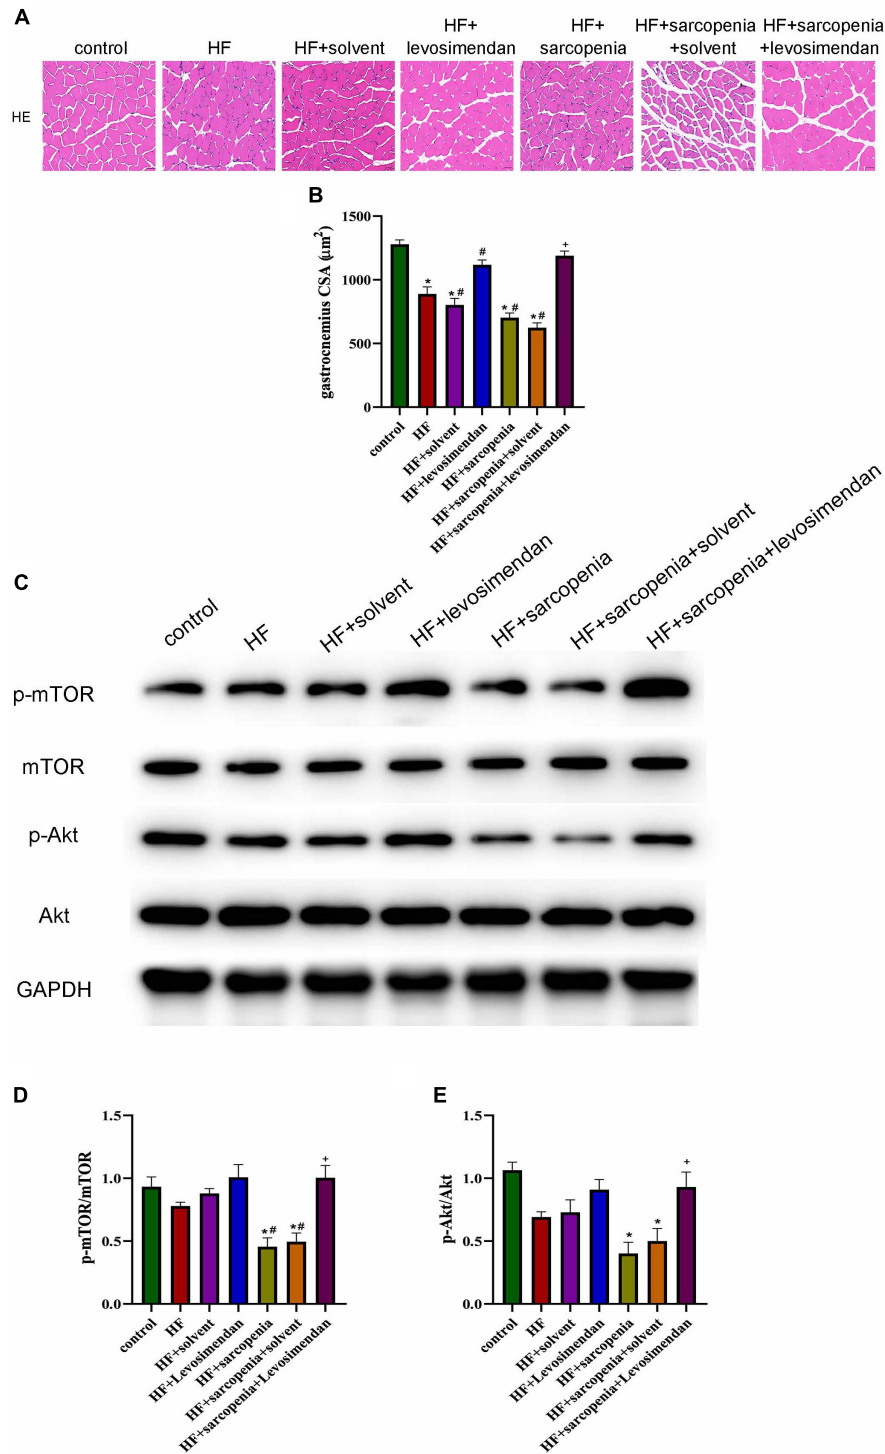 A
control
HF
HF+solvent
HF+
levosimendan
HF+
sarcopenia
HF+sarcopenia
+solvent
HF+sarcopenia
+levosimendan
HE
B
gastrocnemius CSA (μm²)
1500
1000
500
0
*
*#
#
*#
*#
+
control
HF
HF+solvent
HF+levosimendan
HF+sarcopenia
HF+sarcopenia+solvent
HF+sarcopenia+levosimendan
C
control
HF
HF+solvent
HF+levosimendan
HF+sarcopenia
HF+sarcopenia+solvent
HF+sarcopenia+levosimendan
p-mTOR
mTOR
p-Akt
Akt
GAPDH
D
p-mTOR/mTOR
1.5
1.0
0.5
0.0
*#
*#
+
control
HF
HF+solvent
HF+Levosimendan
HF+sarcopenia
HF+sarcopenia+solvent
HF+sarcopenia+Levosimendan
E
p-Akt/Akt
1.5
1.0
0.5
0.0
*
*
+
control
HF
HF+solvent
HF+Levosimendan
HF+sarcopenia
HF+sarcopenia+solvent
HF+sarcopenia+Levosimendan